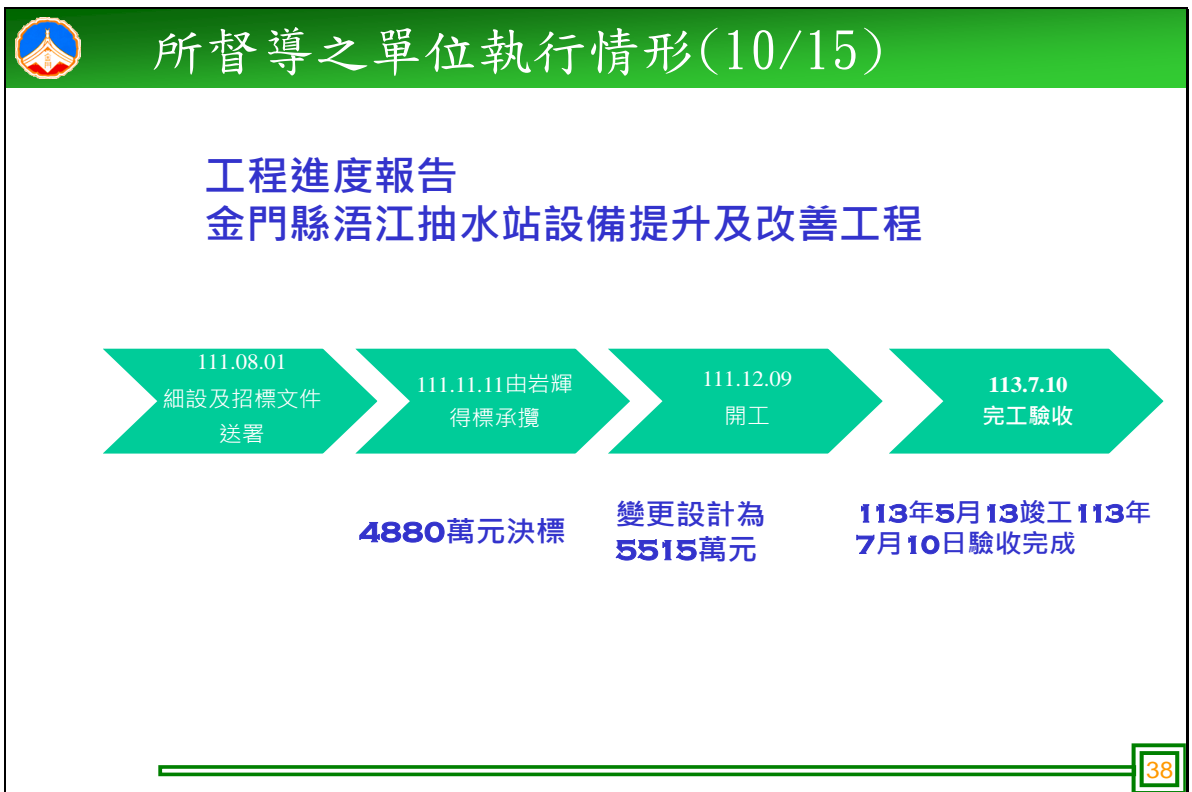 所督導之單位執行情形(10/15)
工程進度報告
金門縣浯江抽水站設備提升及改善工程
111.08.01
細設及招標文件
送署
111.11.11由岩輝
得標承攬
111.12.09
開工
113.7.10
完工驗收
4880萬元決標
變更設計為
5515萬元
113年5月13竣工113年
7月10日驗收完成
38